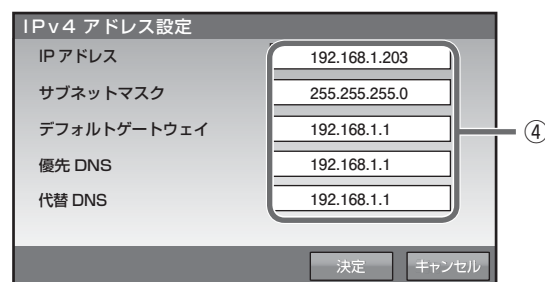 IPv4 アドレス設定
IP アドレス 192.168.1.203
サブネットマスク 255.255.255.0
デフォルトゲートウェイ 192.168.1.1
④
優先 DNS 192.168.1.1
代替 DNS 192.168.1.1
決定 キャンセル